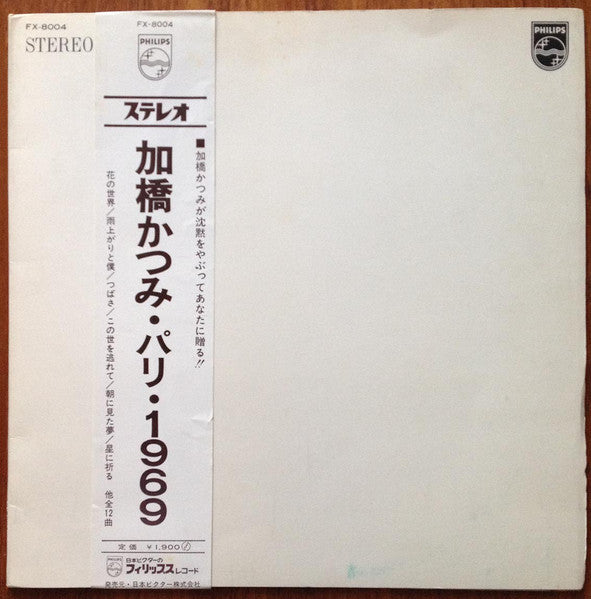 FX-8004
STEREO
FX-8004
PHILIPS
ステレオ
■加橋かつみが沈黙をやぶってあなたに贈る!!
加橋かつみ・パリ・1969
花の世界/雨上がりと僕/つばさ/この世を逃れて/朝に見た夢/星に祈る 他全12曲
定価 ¥1,900
PHILIPS
日本ビクターの
フィリップスレコード
発売元・日本ビクター株式会社
PHILIPS